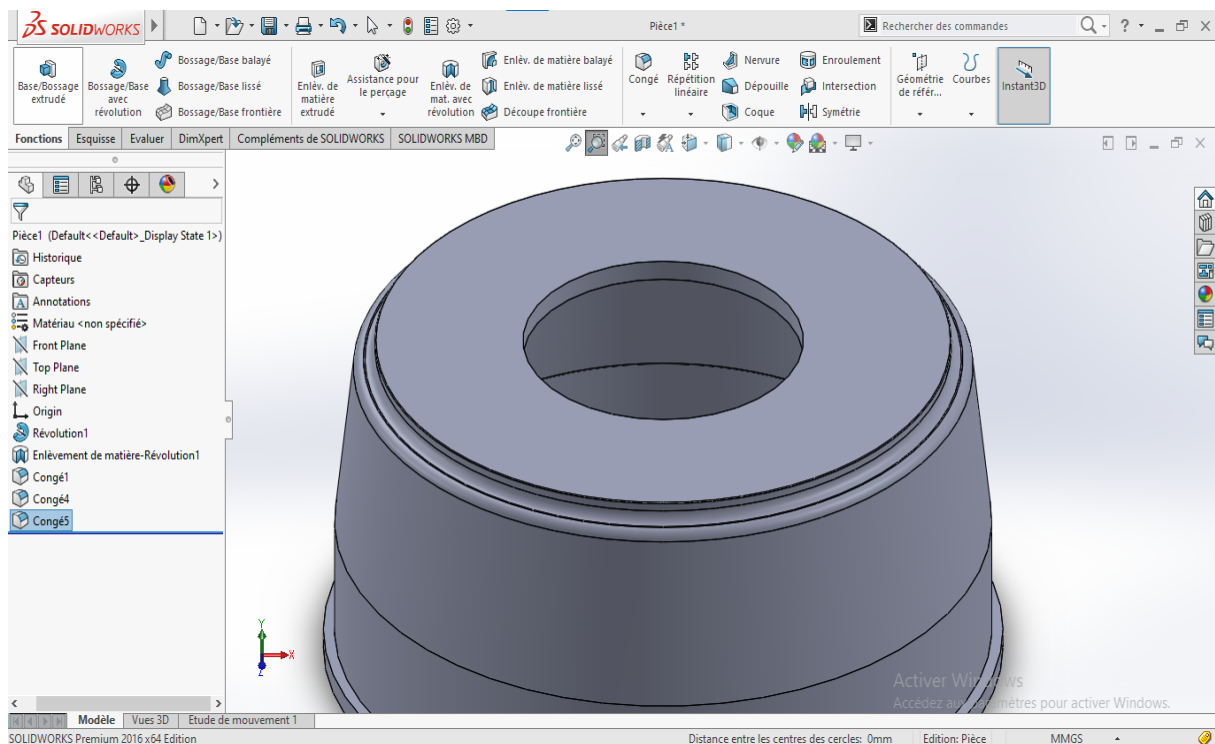 SOLIDWORKS
Pièce1 *
Rechercher des commandes
Base/Bossage extrudé
Bossage/Base avec révolution
Bossage/Base balayé
Bossage/Base lissé
Bossage/Base frontière
Enlèv. de matière extrudé
Assistance pour le perçage
Enlèv. de mat. avec révolution
Enlèv. de matière balayé
Enlèv. de matière lissé
Découpe frontière
Congé
Répétition linéaire
Nervure
Dépouille
Coque
Enroulement
Intersection
Symétrie
Géométrie de référ...
Courbes
Instant3D
Fonctions Esquisse Evaluer DimXpert Compléments de SOLIDWORKS SOLIDWORKS MBD
Pièce1 (Default<<Default>_Display State 1>)
Historique
Capteurs
Annotations
Matériau <non spécifié>
Front Plane
Top Plane
Right Plane
Origin
Révolution1
Enlèvement de matière-Révolution1
Congé1
Congé4
Congé5
Y
X
Z
Activer Windows
Accédez aux paramètres pour activer Windows.
Modèle Vues 3D Etude de mouvement 1
SOLIDWORKS Premium 2016 x64 Edition
Distance entre les centres des cercles: 0mm Edition: Pièce MMGS